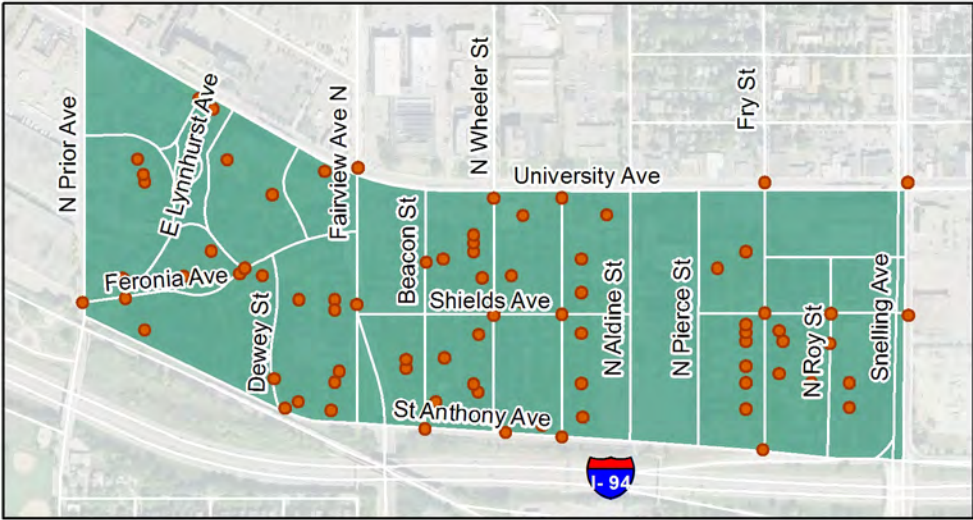 N Prior Ave
E Lynnhurst Ave
Fairview Ave N
N Wheeler St
Fry St
University Ave
Beacon St
Feronia Ave
Shields Ave
Dewey St
N Aldine St
N Pierce St
N Roy St
Snelling Ave
St Anthony Ave
I- 94